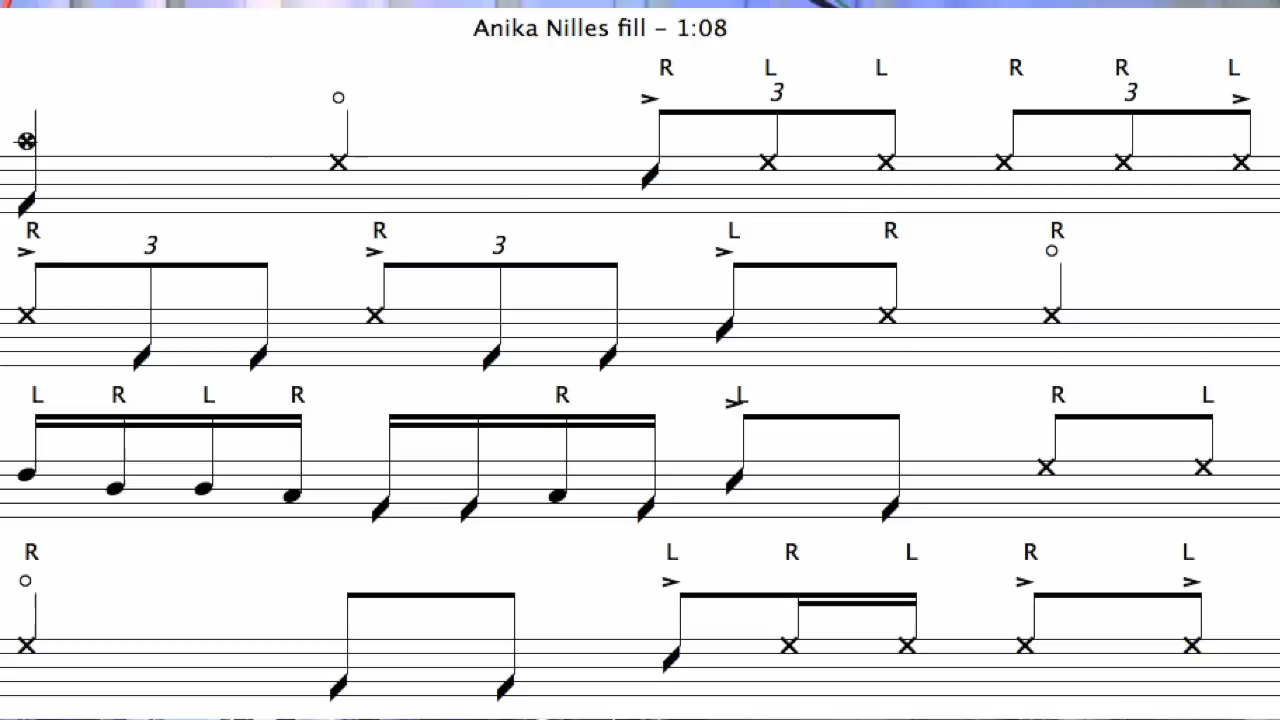 Anika Nilles fill – 1:08
R L L R R L
3 3
R R L R R
3 3
L R L R R L R L
R L R L R L